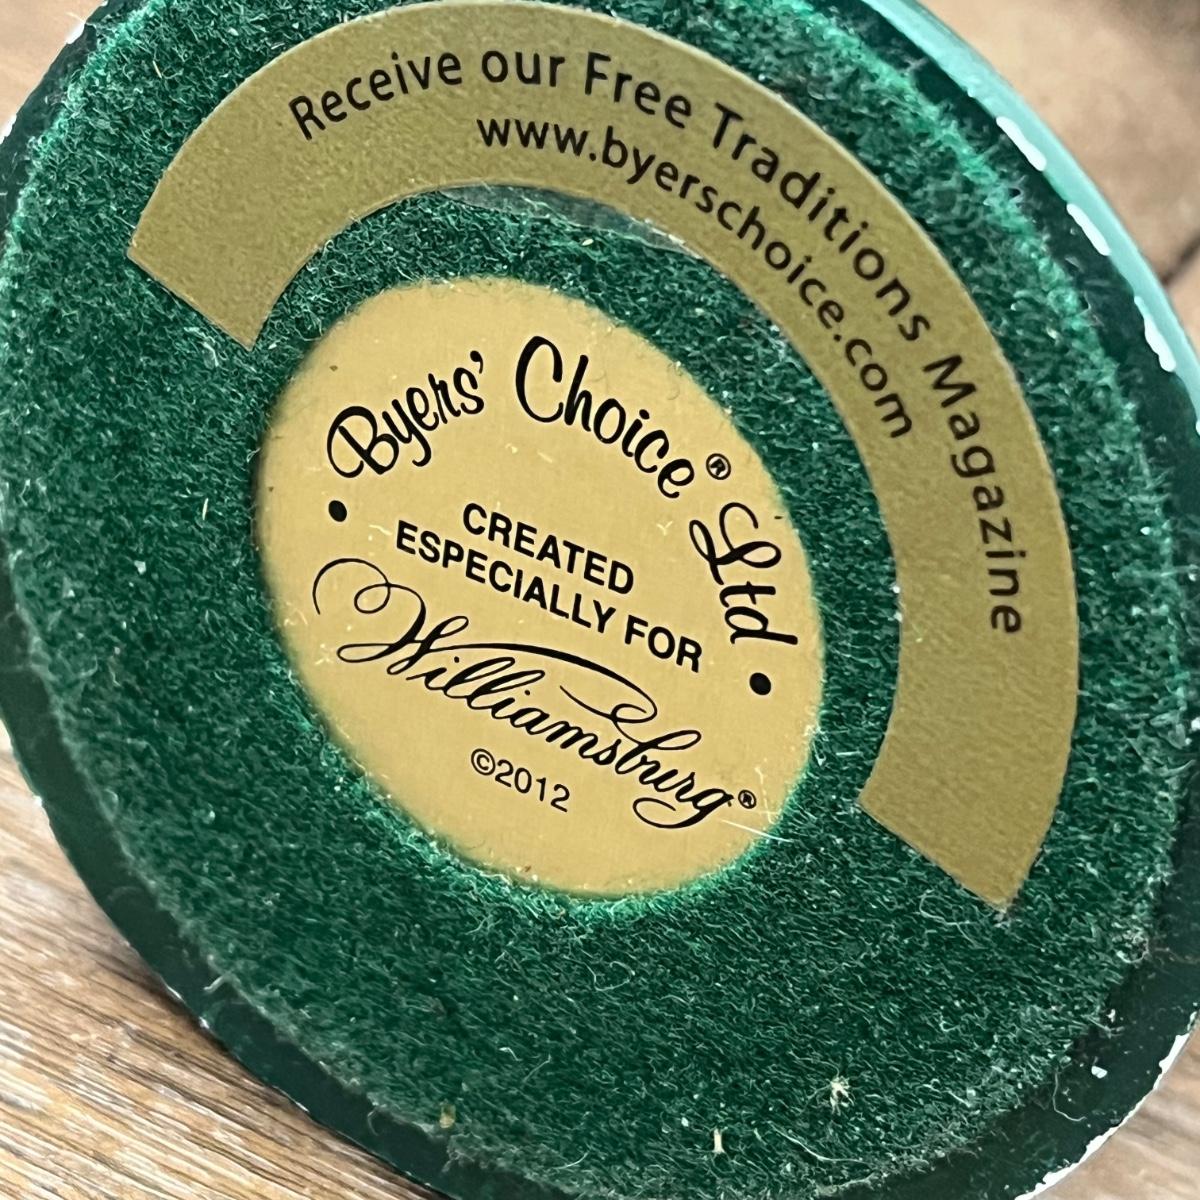 Receive our Free Traditions Magazine
www.byerschoice.com
Byers' Choice® Ltd
CREATED
ESPECIALLY FOR
Williamsburg®
©2012